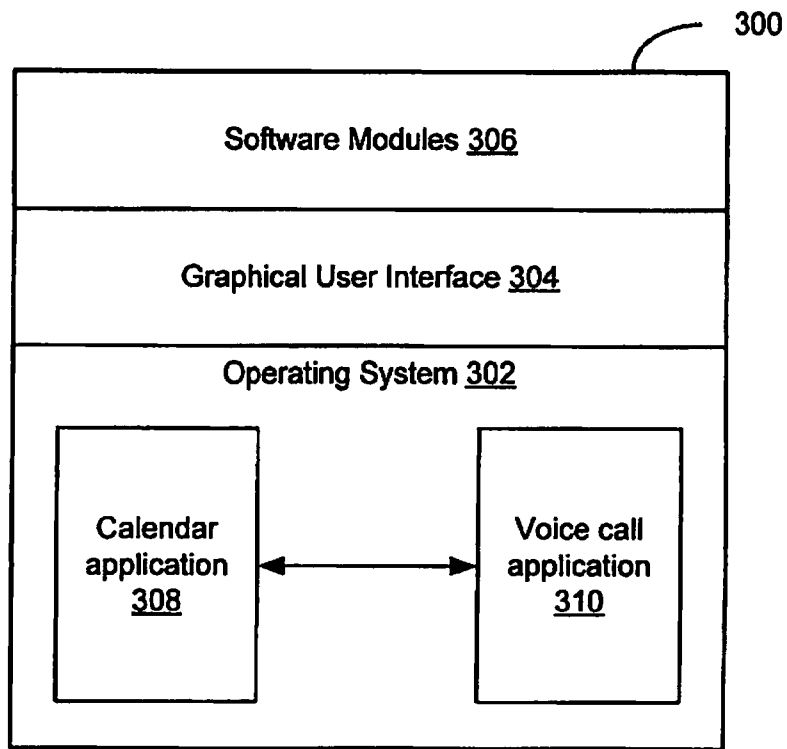 300
Software Modules 306
Graphical User Interface 304
Operating System 302
Calendar
application
308
Voice call
application
310